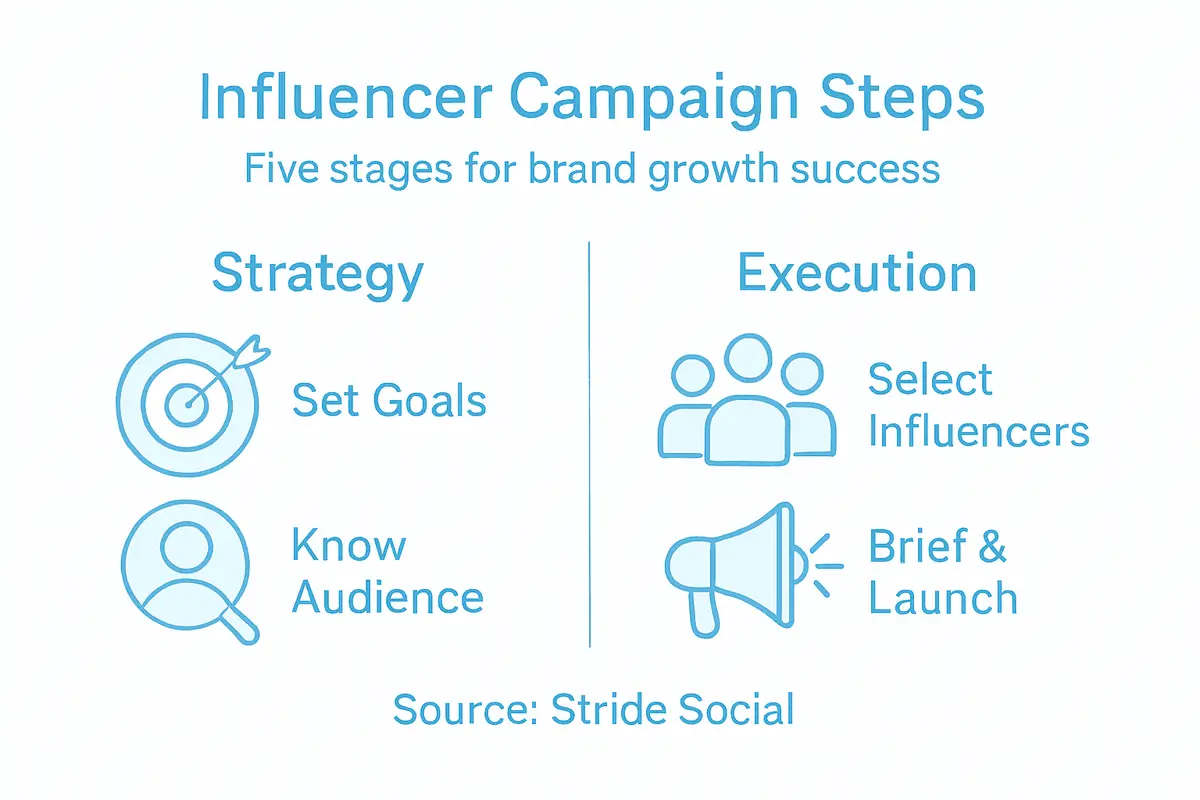 Influencer Campaign Steps
Five stages for brand growth success
Strategy
Set Goals
Know
Audience
Execution
Select
Influencers
Brief &
Launch
Source: Stride Social